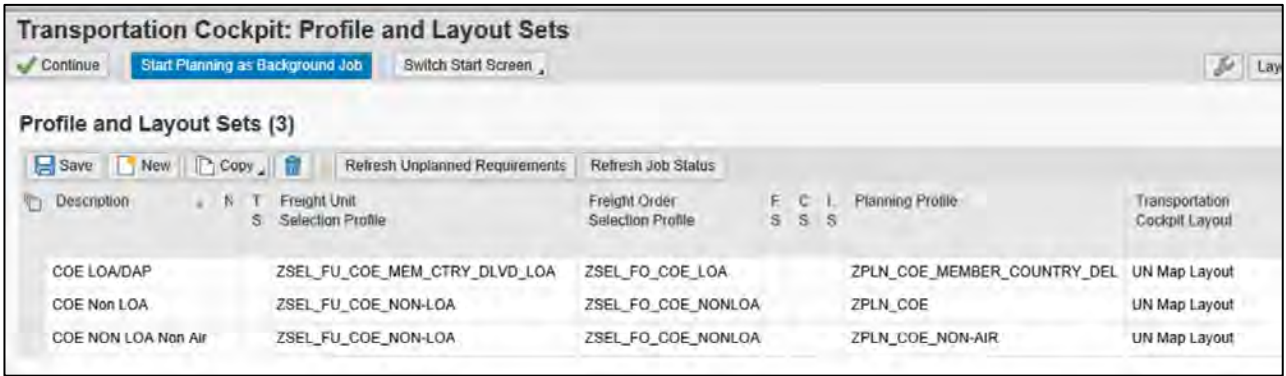 Transportation Cockpit: Profile and Layout Sets
Continue Start Planning as Background Job Switch Start Screen Lay
Profile and Layout Sets (3)
Save New Copy Refresh Unplanned Requirements Refresh Job Status
Description N T Freight Unit Freight Order F C I. Planning Profile Transportation
S Selection Profile Selection Profile S S S Cockpit Layout
COE LOA/DAP ZSEL_FU_COE_MEM_CTRY_DLVD_LOA ZSEL_FO_COE_LOA ZPLN_COE_MEMBER_COUNTRY_DEL UN Map Layout
COE Non LOA ZSEL_FU_COE_NON-LOA ZSEL_FO_COE_NONLOA ZPLN_COE UN Map Layout
COE NON LOA Non Air ZSEL_FU_COE_NON-LOA ZSEL_FO_COE_NONLOA ZPLN_COE_NON-AIR UN Map Layout